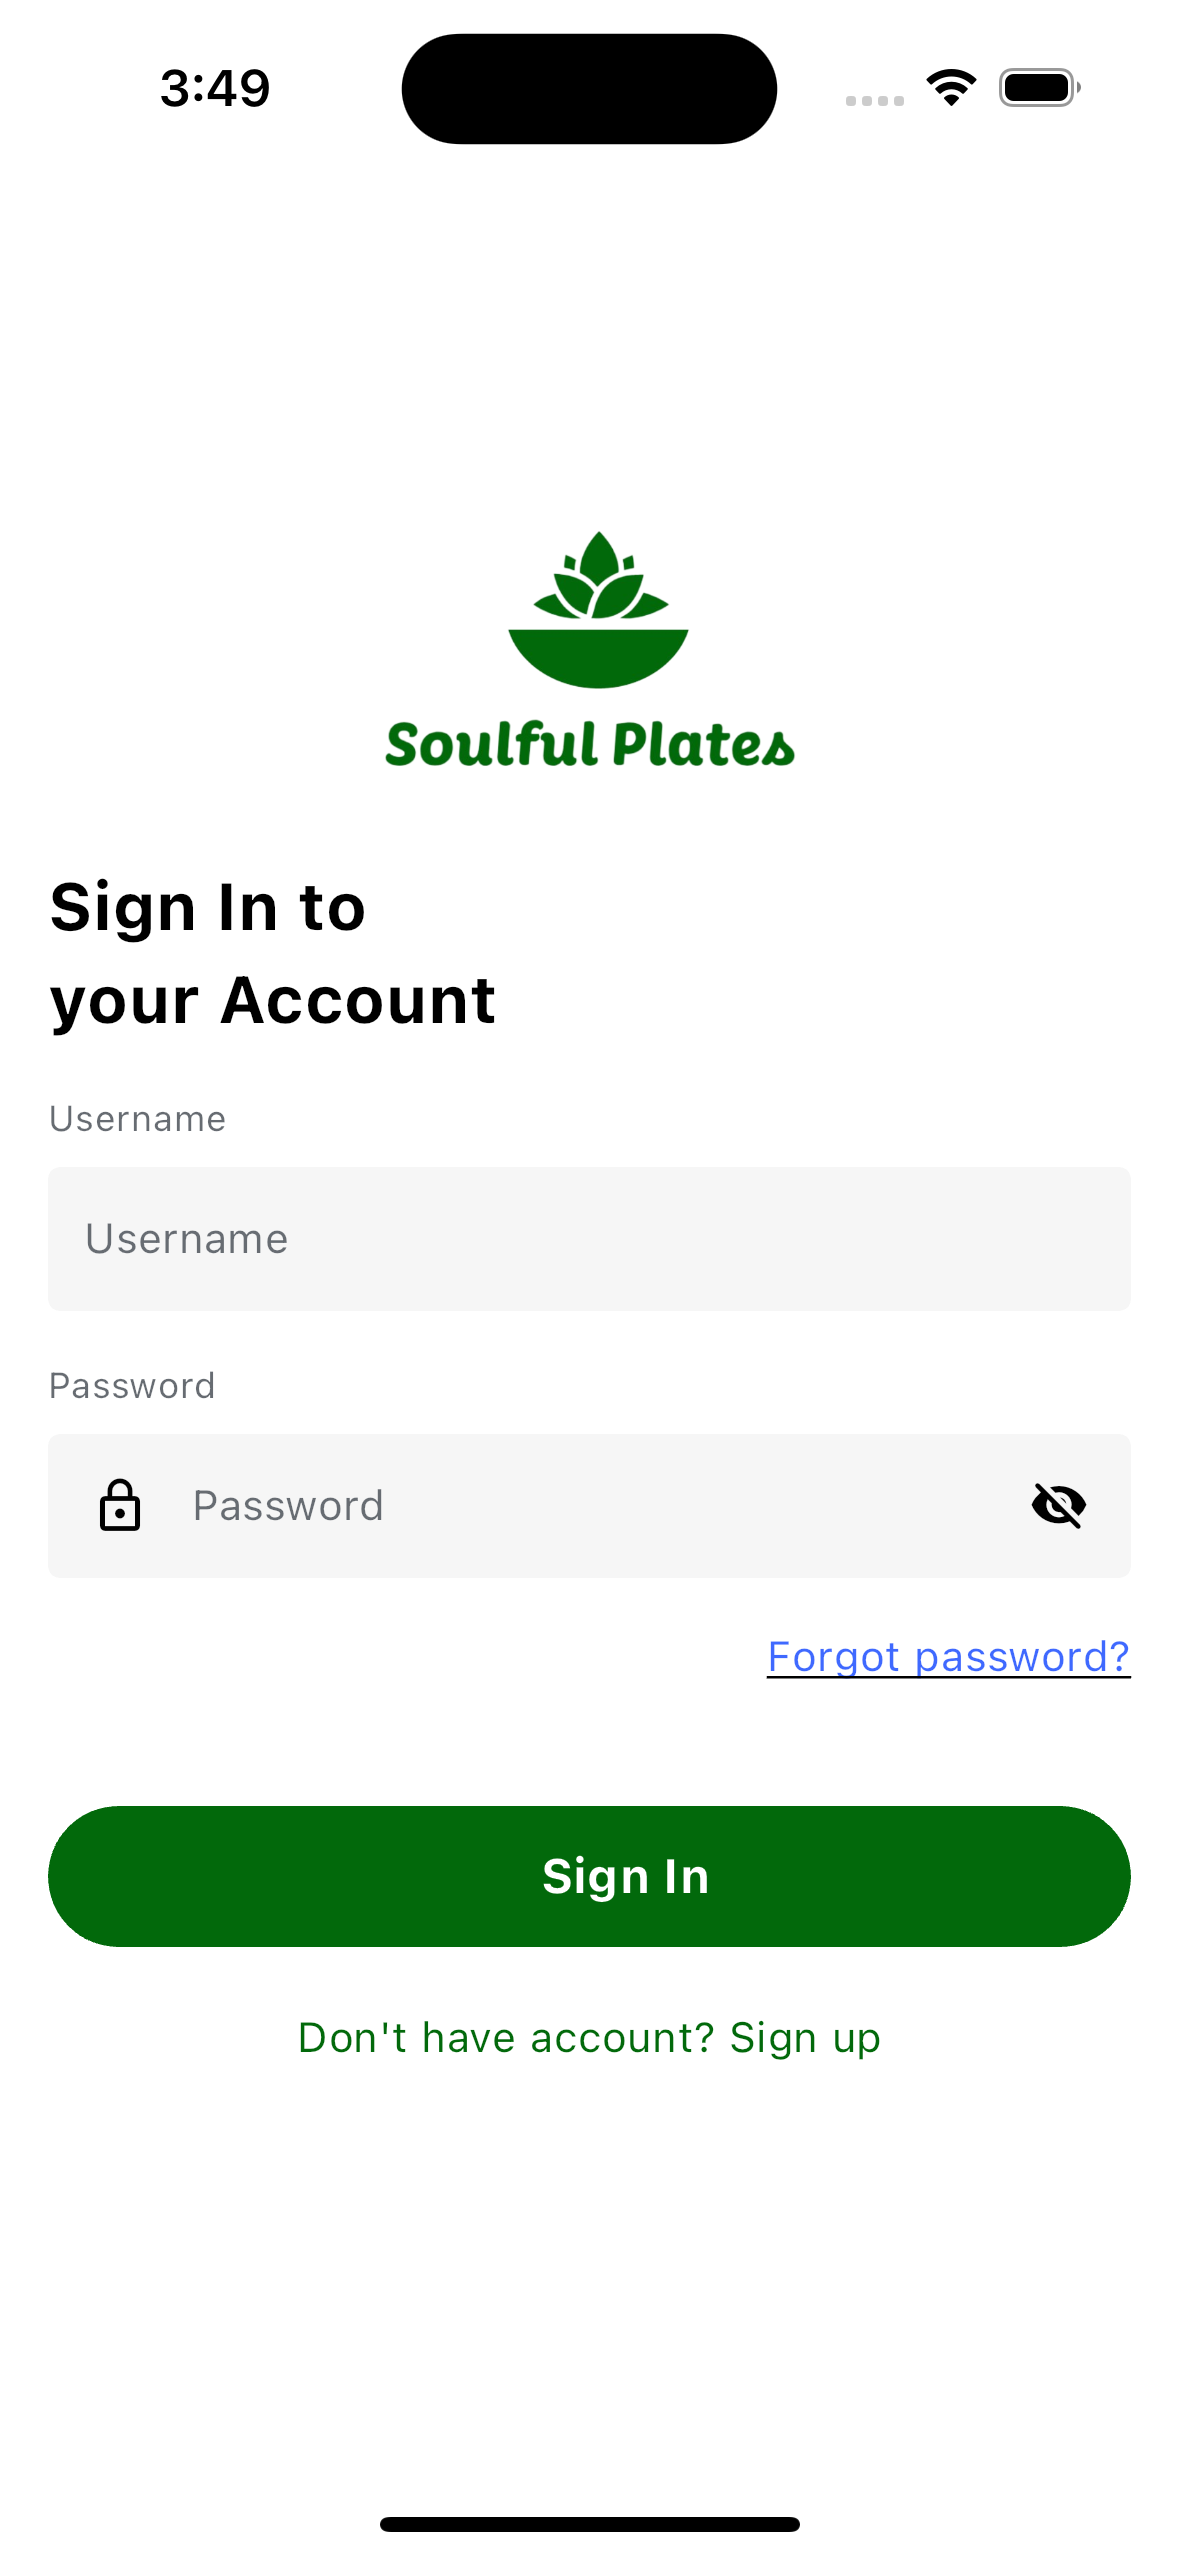 3:49
Soulful Plates
Sign In to
your Account
Username
Username
Password
Password
Forgot password?
Sign In
Don't have account? Sign up